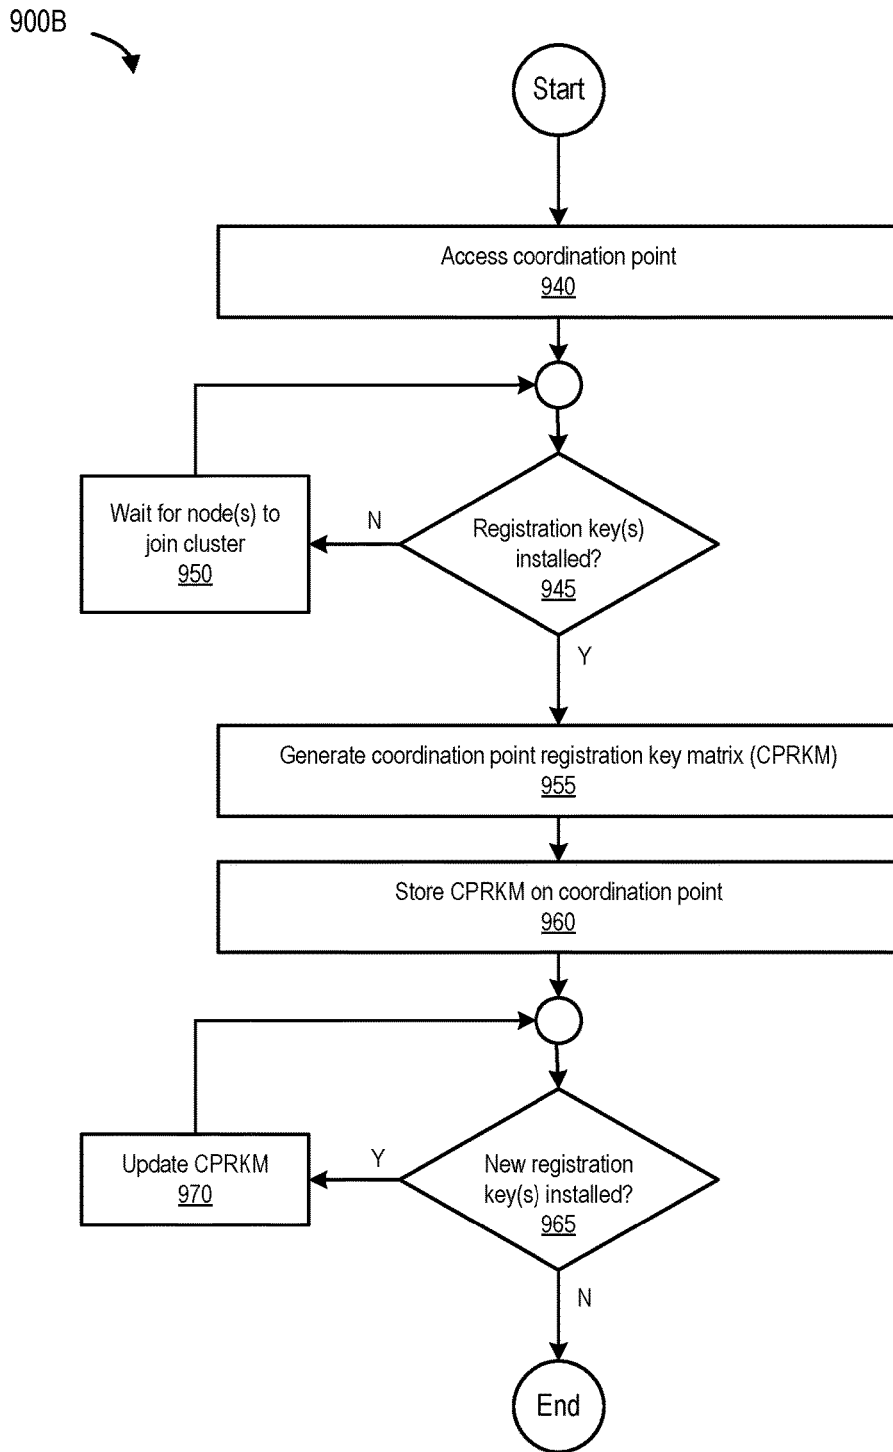 900B
Start
Access coordination point
940
Registration key(s)
installed?
945
N
Wait for node(s) to
join cluster
950
Y
Generate coordination point registration key matrix (CPRKM)
955
Store CPRKM on coordination point
960
New registration
key(s) installed?
965
Y
Update CPRKM
970
N
End